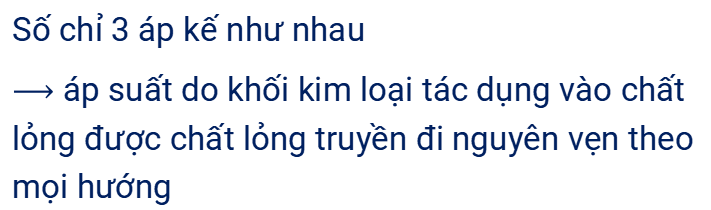 Số chỉ 3 áp kế như nhau
⟶ áp suất do khối kim loại tác dụng vào chất
lỏng được chất lỏng truyền đi nguyên vẹn theo
mọi hướng